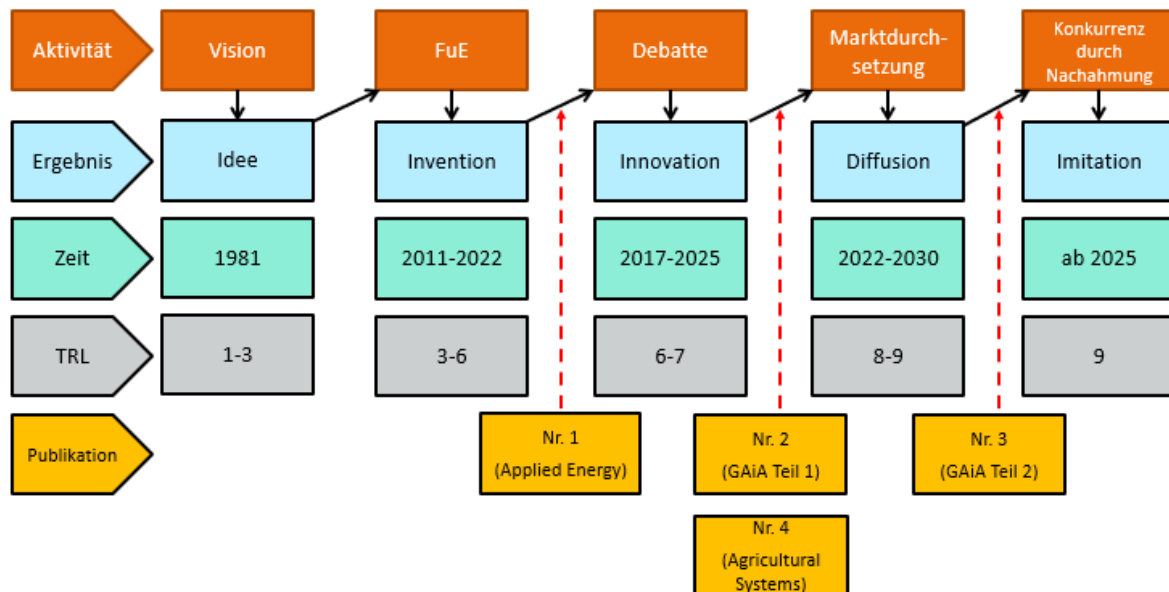 Aktivität
Vision
FuE
Debatte
Marktdurch-
setzung
Konkurrenz
durch
Nachahmung
Ergebnis
Idee
Invention
Innovation
Diffusion
Imitation
Zeit
1981
2011-2022
2017-2025
2022-2030
ab 2025
TRL
1-3
3-6
6-7
8-9
9
Publikation
Nr. 1
(Applied Energy)
Nr. 2
(GAiA Teil 1)
Nr. 3
(GAiA Teil 2)
Nr. 4
(Agricultural
Systems)